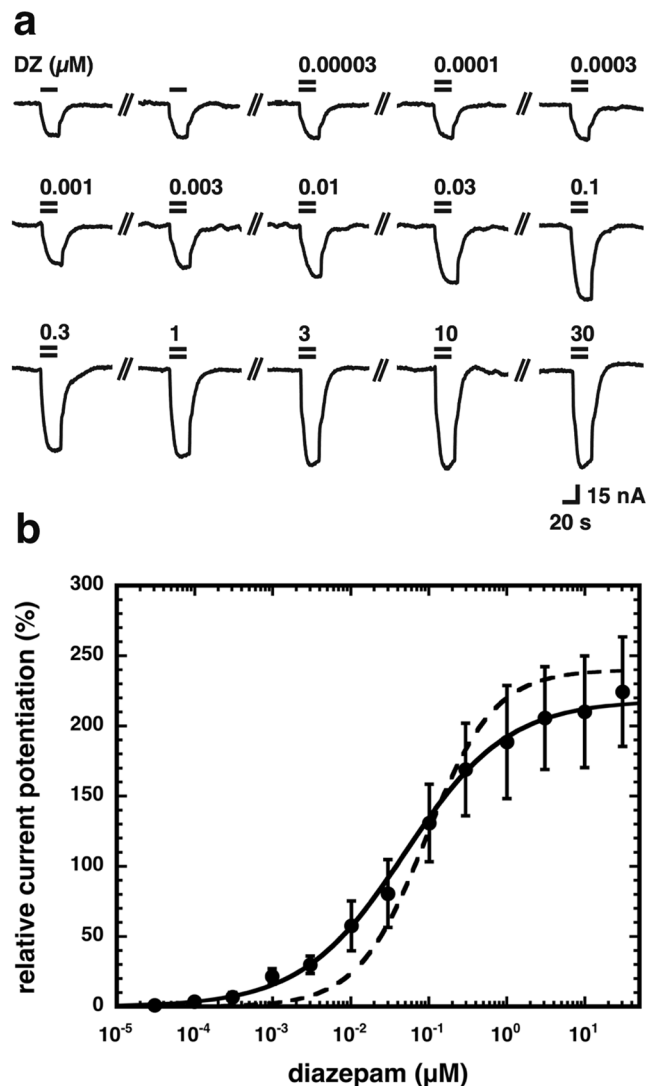 a
DZ (µM)
0.00003 0.0001 0.0003
0.001 0.003 0.01 0.03 0.1
0.3 1 3 10 30
15 nA
20 s
b
relative current potentiation (%)
300
250
200
150
100
50
0
10⁻⁵ 10⁻⁴ 10⁻³ 10⁻² 10⁻¹ 10⁰ 10¹
diazepam (µM)